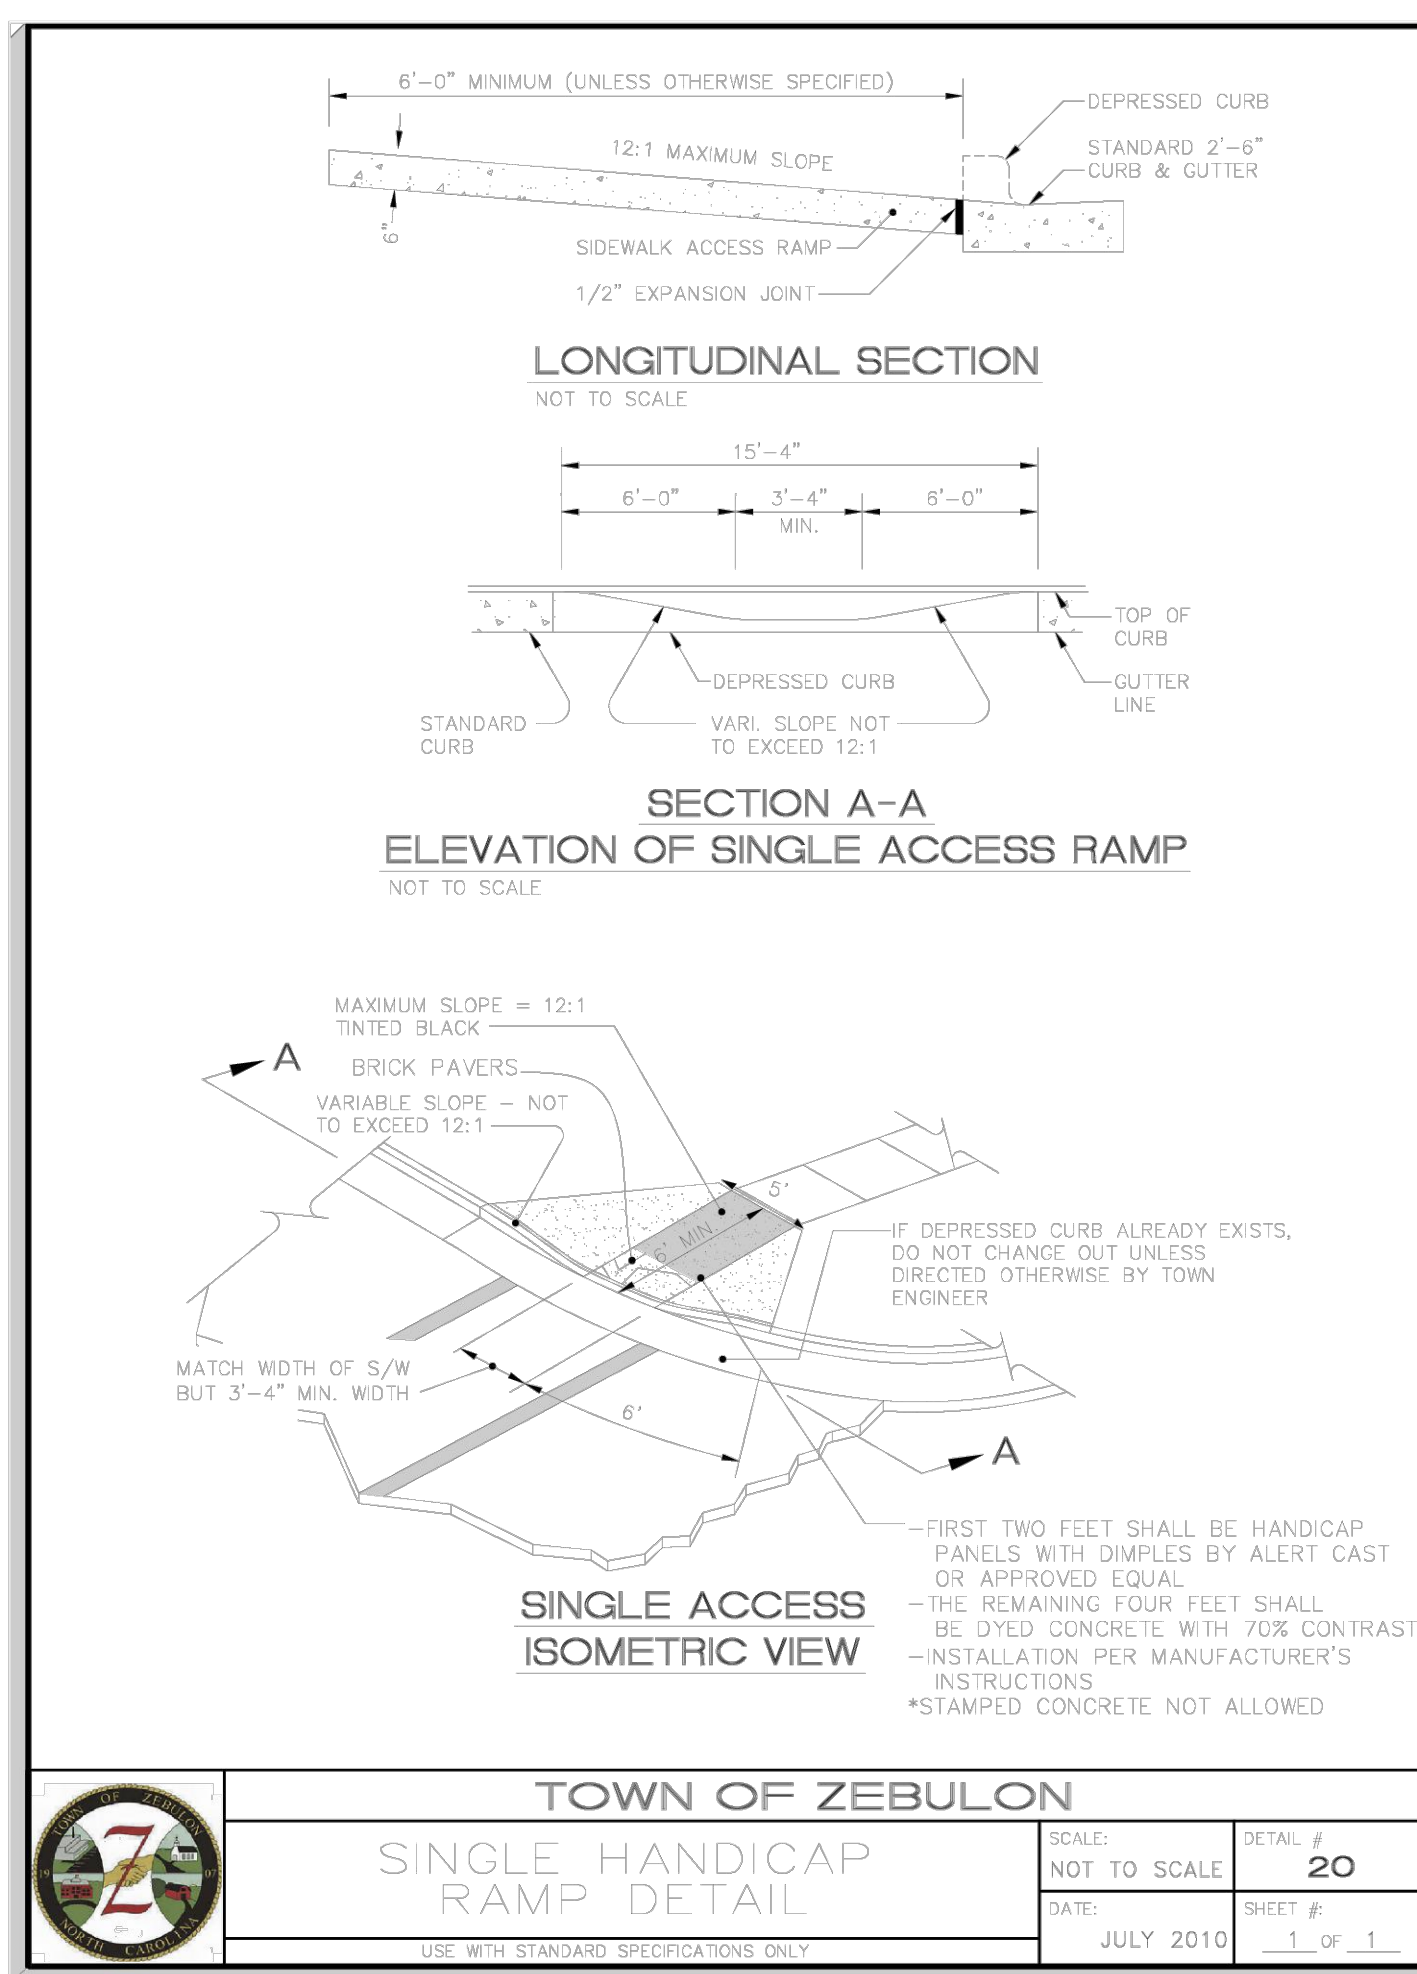 6'-0" MINIMUM (UNLESS OTHERWISE SPECIFIED)
DEPRESSED CURB
12:1 MAXIMUM SLOPE
STANDARD 2'-6"
CURB & GUTTER
6"
SIDEWALK ACCESS RAMP
1/2" EXPANSION JOINT
LONGITUDINAL SECTION
NOT TO SCALE
15'-4"
6'-0"
3'-4"
MIN.
6'-0"
TOP OF
CURB
DEPRESSED CURB
GUTTER
LINE
STANDARD
CURB
VARI. SLOPE NOT
TO EXCEED 12:1
SECTION A-A
ELEVATION OF SINGLE ACCESS RAMP
NOT TO SCALE
MAXIMUM SLOPE = 12:1
TINTED BLACK
A
BRICK PAVERS
VARIABLE SLOPE - NOT
TO EXCEED 12:1
5'
6' MIN.
IF DEPRESSED CURB ALREADY EXISTS,
DO NOT CHANGE OUT UNLESS
DIRECTED OTHERWISE BY TOWN
ENGINEER
MATCH WIDTH OF S/W
BUT 3'-4" MIN. WIDTH
6'
A
-FIRST TWO FEET SHALL BE HANDICAP
PANELS WITH DIMPLES BY ALERT CAST
OR APPROVED EQUAL
-THE REMAINING FOUR FEET SHALL
BE DYED CONCRETE WITH 70% CONTRAST
-INSTALLATION PER MANUFACTURER'S
INSTRUCTIONS
*STAMPED CONCRETE NOT ALLOWED
SINGLE ACCESS
ISOMETRIC VIEW
TOWN OF ZEBULON
19 Z 07
NORTH CAROLINA
TOWN OF ZEBULON
SINGLE HANDICAP
RAMP DETAIL
USE WITH STANDARD SPECIFICATIONS ONLY
SCALE:
NOT TO SCALE
DETAIL #
20
DATE:
JULY 2010
SHEET #:
1 OF 1